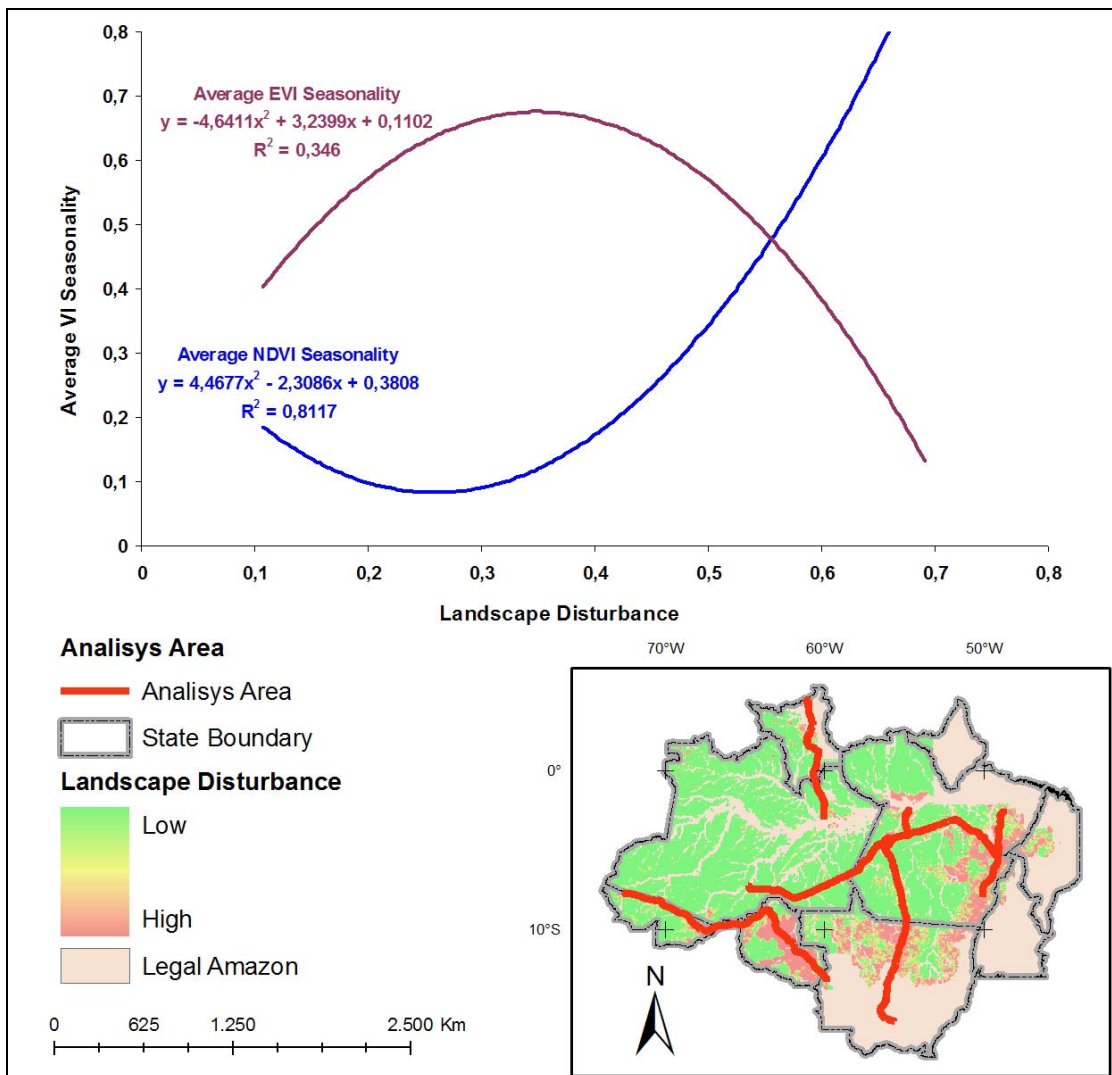 0,8
0,7
0,6
0,5
0,4
0,3
0,2
0,1
0
Average VI Seasonality
Average EVI Seasonality
y = -4,6411x² + 3,2399x + 0,1102
R² = 0,346
Average NDVI Seasonality
y = 4,4677x² - 2,3086x + 0,3808
R² = 0,8117
0 0,1 0,2 0,3 0,4 0,5 0,6 0,7 0,8
Landscape Disturbance
Analisys Area
Analisys Area
State Boundary
Landscape Disturbance
Low
High
Legal Amazon
0 625 1.250 2.500 Km
70°W 60°W 50°W
0°
10°S
N